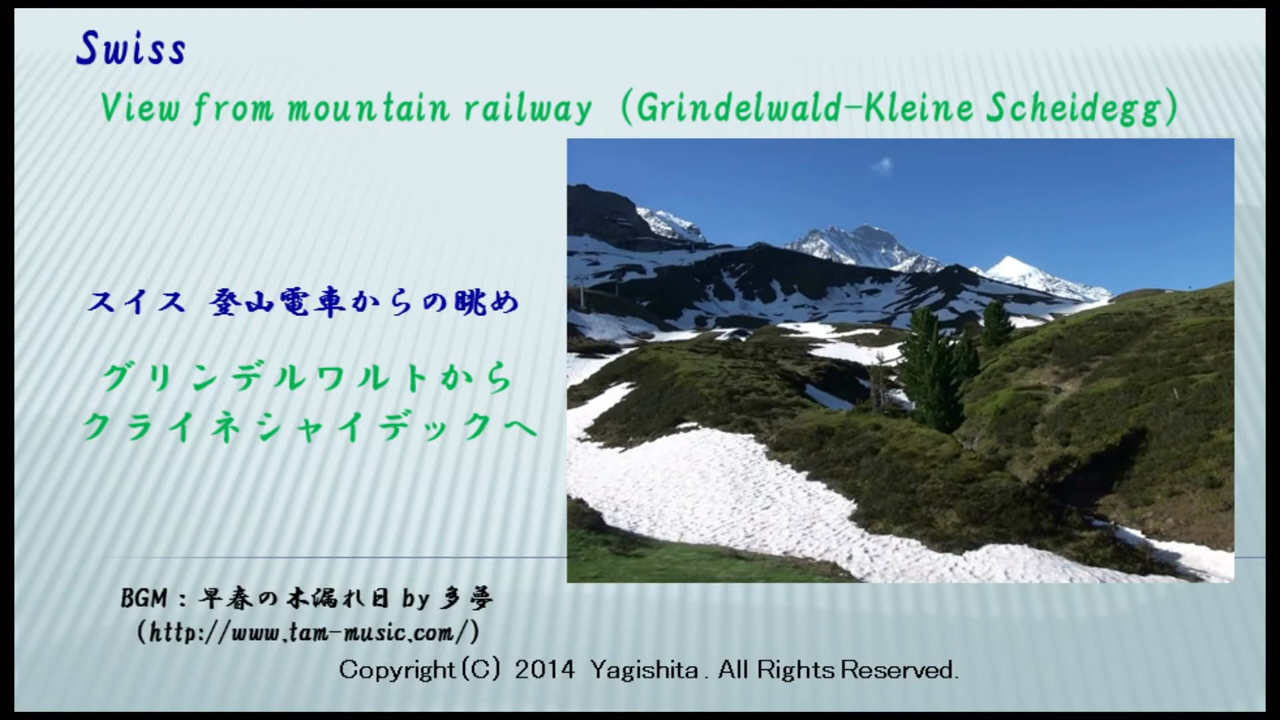 Swiss
View from mountain railway (Grindelwald-Kleine Scheidegg)
スイス 登山電車からの眺め
グリンデルワルトから
クライネシャイデックへ
BGM：早春の木漏れ日 by 多夢
(http://www.tam-music.com/)
Copyright(C) 2014 Yagishita. All Rights Reserved.